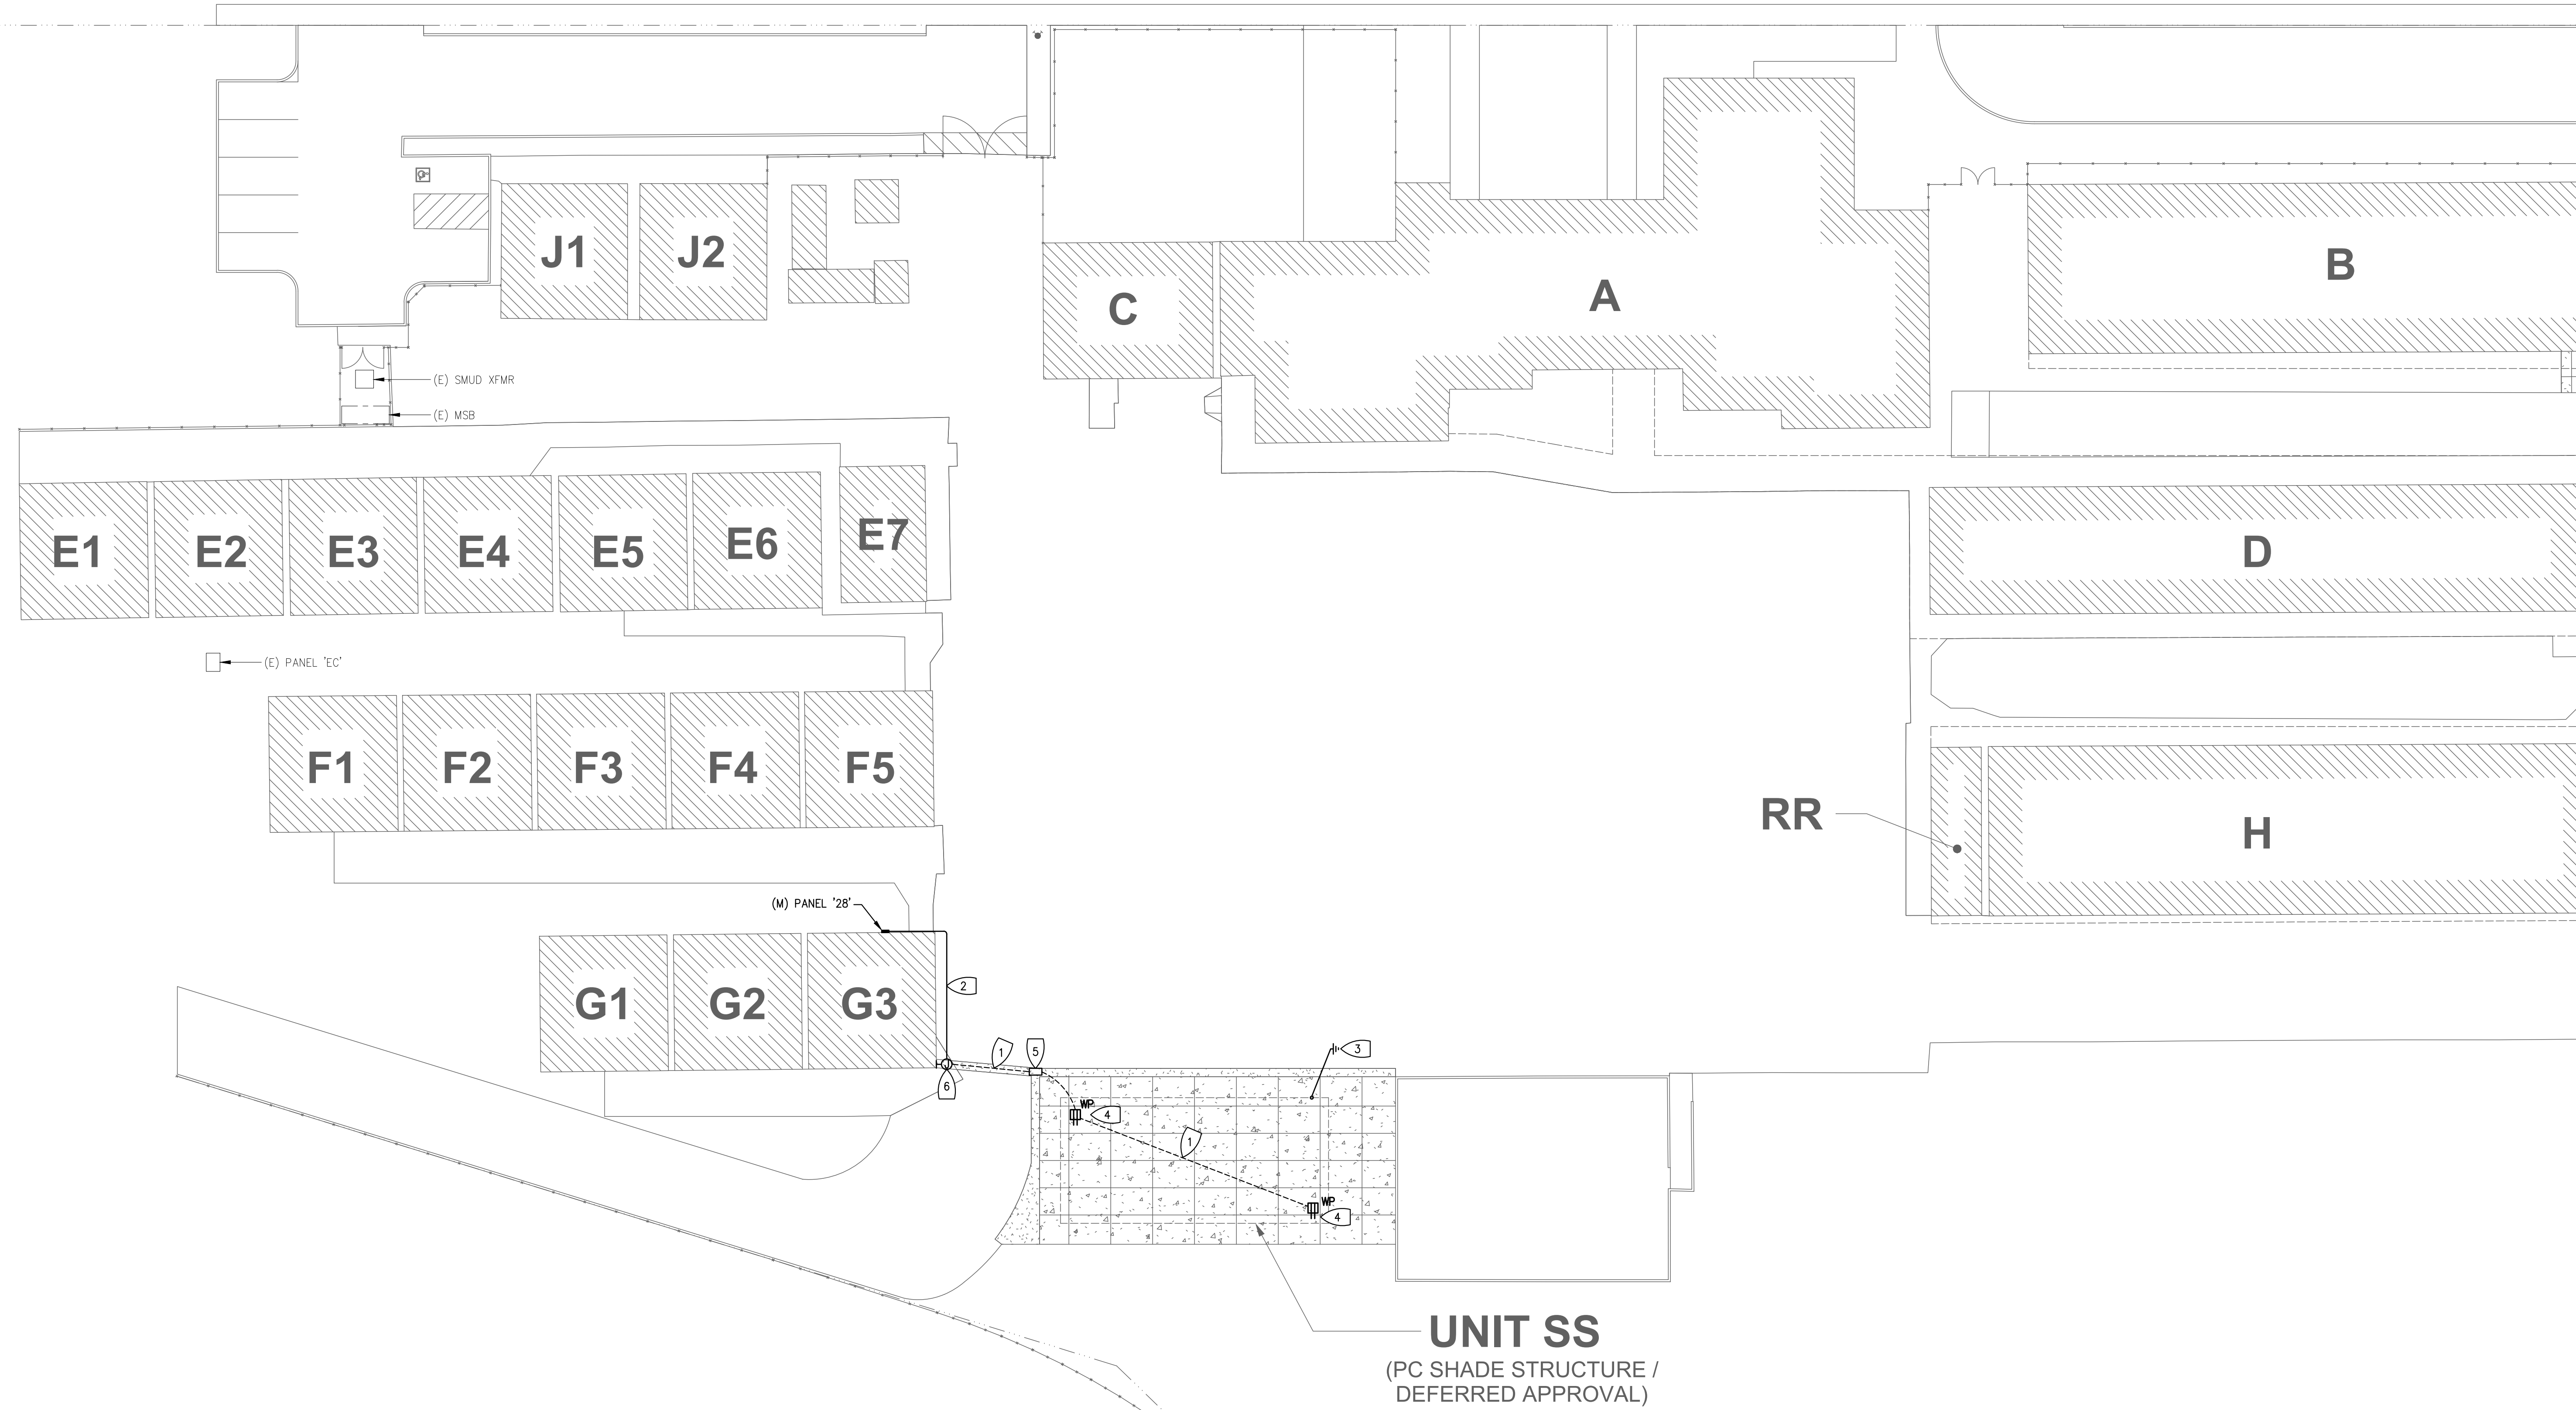 J1
J2
C
A
B
(E) SMUD XFMR
(E) MSB
E1
E2
E3
E4
E5
E6
E7
D
(E) PANEL 'EC'
F1
F2
F3
F4
F5
RR
H
(M) PANEL '28'
G1
G2
G3
2
1
5
3
6
J
WP
4
1
WP
4
UNIT SS
(PC SHADE STRUCTURE /
DEFERRED APPROVAL)